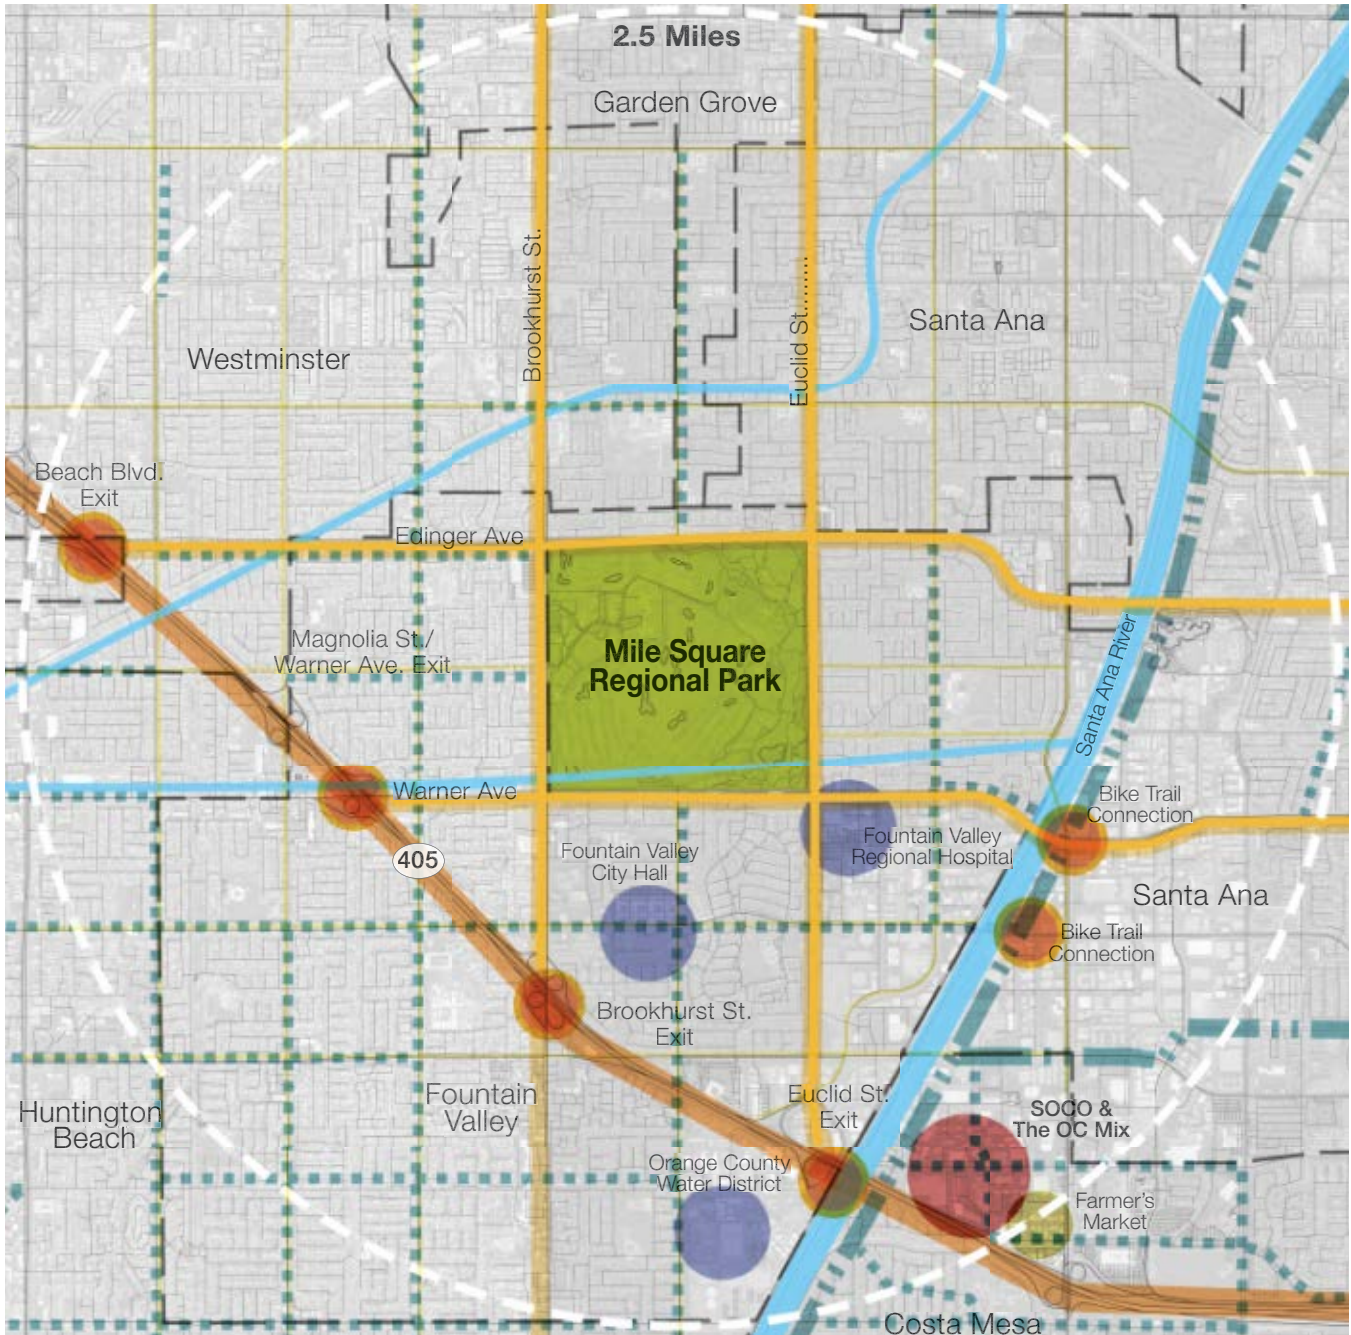 2.5 Miles
Garden Grove
Brookhurst St.
Euclid St.........
Santa Ana
Westminster
Beach Blvd.
Exit
Edinger Ave
Magnolia St./
Warner Ave. Exit
Mile Square
Regional Park
Santa Ana River
Warner Ave
Bike Trail
Connection
405
Fountain Valley
City Hall
Fountain Valley
Regional Hospital
Santa Ana
Bike Trail
Connection
Brookhurst St.
Exit
Fountain
Valley
Euclid St.
Exit
Huntington
Beach
SOCO &
The OC Mix
Orange County
Water District
Farmer's
Market
Costa Mesa